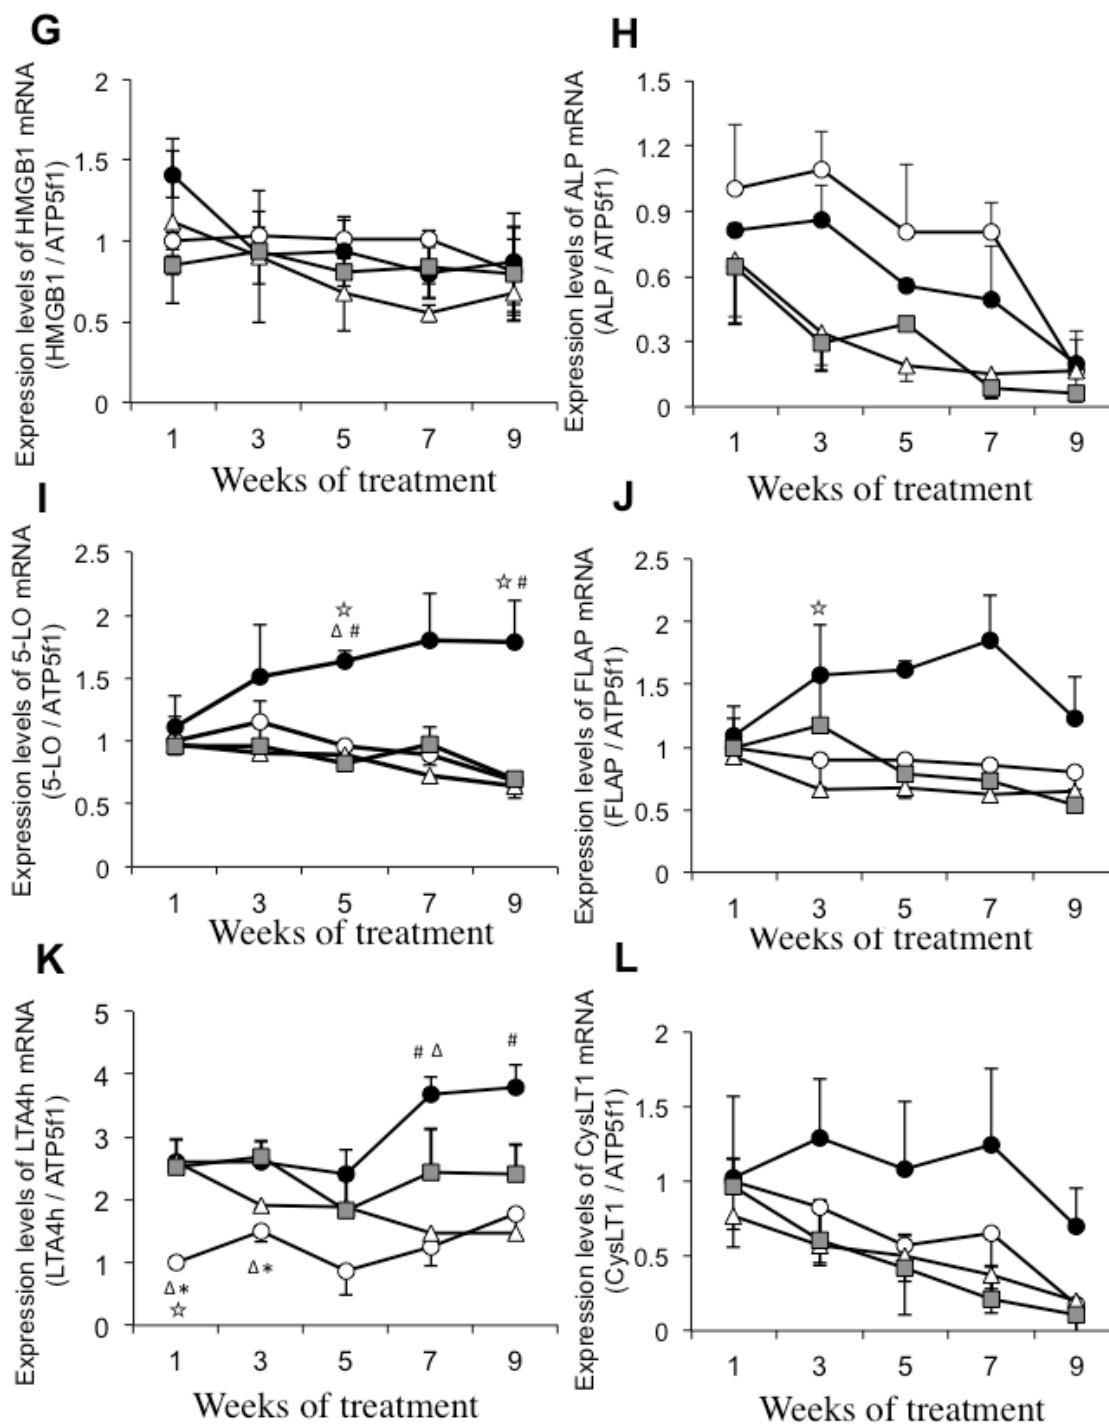 G
Expression levels of HMGB1 mRNA
(HMGB1 / ATP5f1)
2
1.5
1
0.5
0
1 3 5 7 9
Weeks of treatment
H
Expression levels of ALP mRNA
(ALP / ATP5f1)
1.5
1.2
0.9
0.6
0.3
0
1 3 5 7 9
Weeks of treatment
I
Expression levels of 5-LO mRNA
(5-LO / ATP5f1)
2.5
2
1.5
1
0.5
0
☆
Δ #
☆ #
1 3 5 7 9
Weeks of treatment
J
Expression levels of FLAP mRNA
(FLAP / ATP5f1)
2.5
2
1.5
1
0.5
0
☆
1 3 5 7 9
Weeks of treatment
K
Expression levels of LTA4h mRNA
(LTA4h / ATP5f1)
5
4
3
2
1
0
# Δ
#
Δ *
☆
Δ *
1 3 5 7 9
Weeks of treatment
L
Expression levels of CysLT1 mRNA
(CysLT1 / ATP5f1)
2
1.5
1
0.5
0
1 3 5 7 9
Weeks of treatment